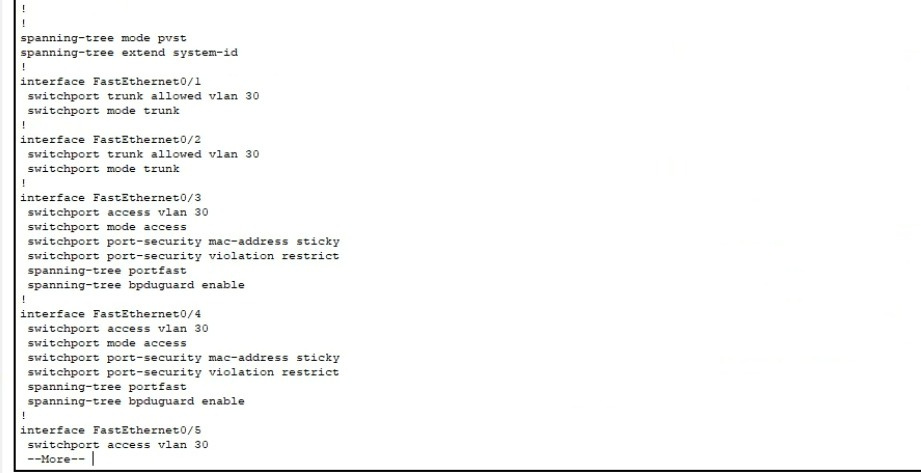 !
!
spanning-tree mode pvst
spanning-tree extend system-id
!
interface FastEthernet0/1
switchport trunk allowed vlan 30
switchport mode trunk
!
interface FastEthernet0/2
switchport trunk allowed vlan 30
switchport mode trunk
!
interface FastEthernet0/3
switchport access vlan 30
switchport mode access
switchport port-security mac-address sticky
switchport port-security violation restrict
spanning-tree portfast
spanning-tree bpduguard enable
!
interface FastEthernet0/4
switchport access vlan 30
switchport mode access
switchport port-security mac-address sticky
switchport port-security violation restrict
spanning-tree portfast
spanning-tree bpduguard enable
!
interface FastEthernet0/5
switchport access vlan 30
--More--